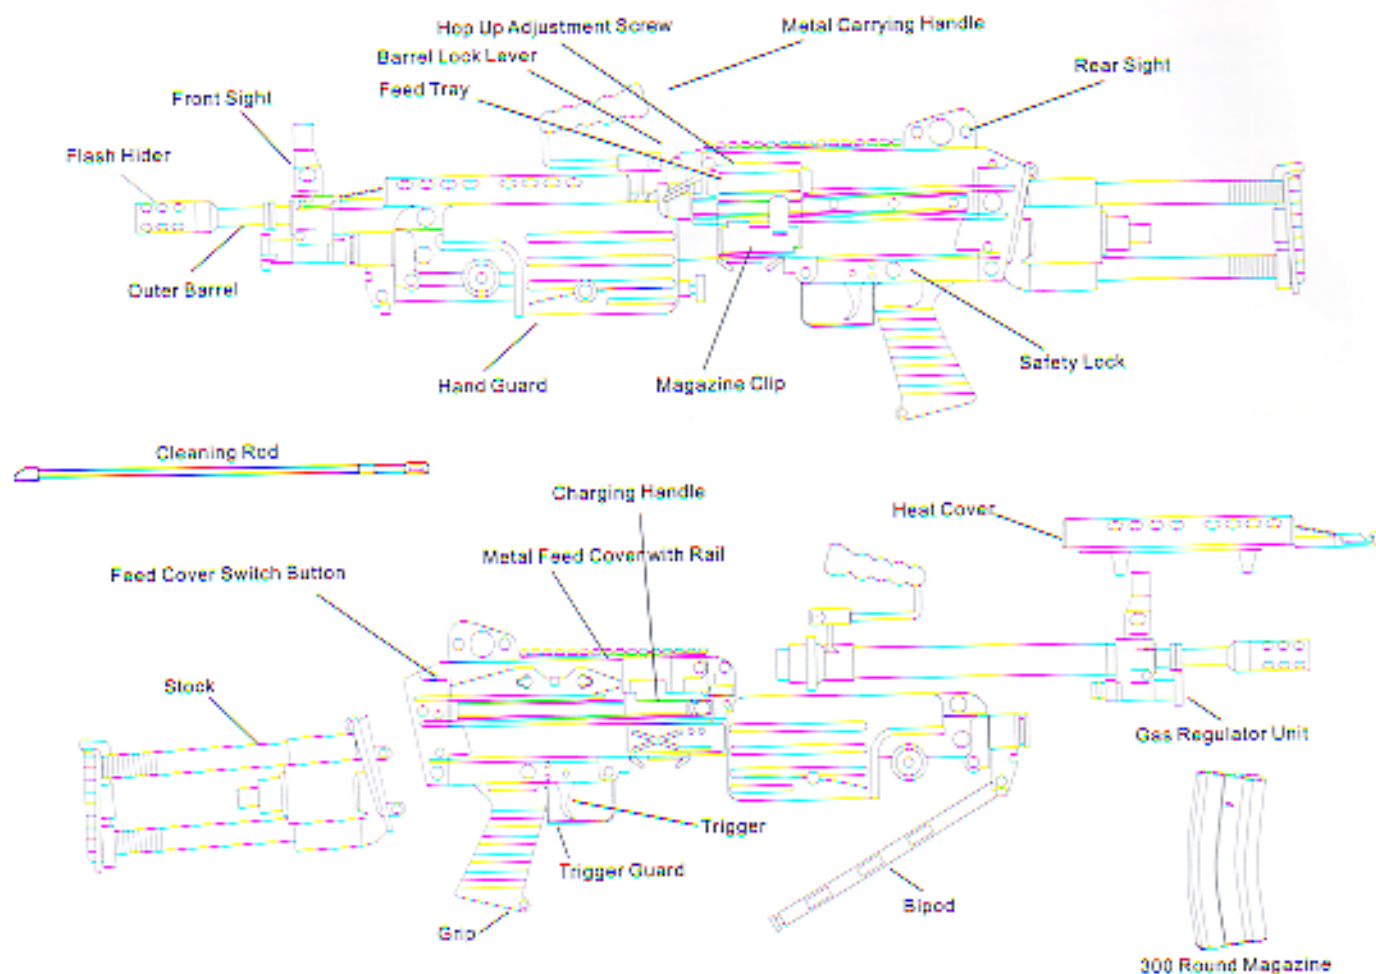 Hop Up Adjustment Screw
Metal Carrying Handle
Barrel Lock Lever
Rear Sight
Feed Tray
Front Sight
Flash Hider
Outer Barrel
Safety Lock
Hand Guard
Magazine Clip
Cleaning Rod
Charging Handle
Heat Cover
Metal Feed Cover with Rail
Feed Cover Switch Button
Stock
Gas Regulator Unit
Trigger
Trigger Guard
Bipod
Grip
300 Round Magazine